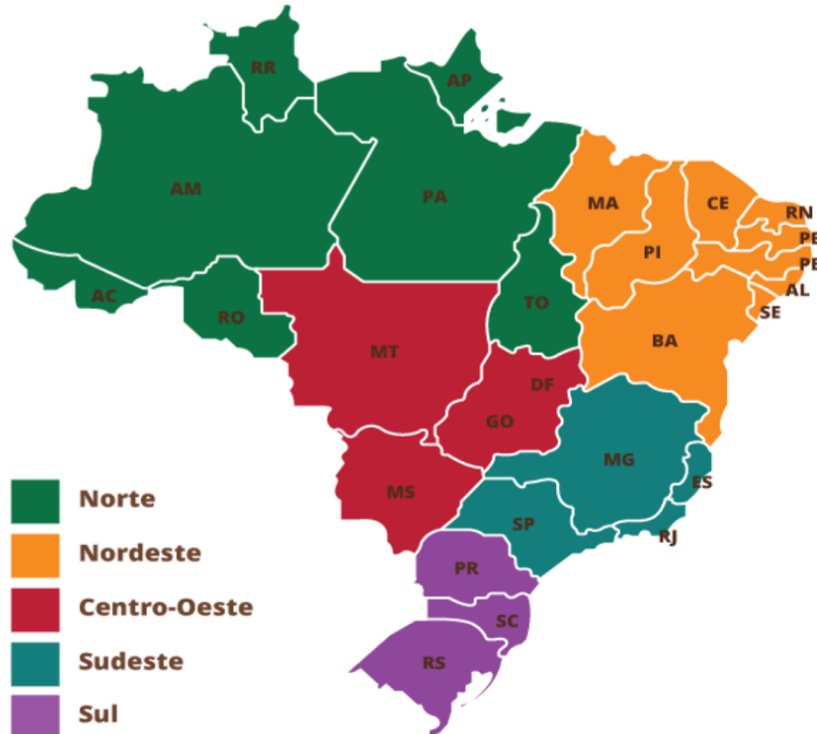 RR
AP
AM
PA
MA
CE
RN
PB
PI
PE
AC
RO
TO
AL
SE
BA
MT
DF
GO
MG
MS
ES
SP
RJ
PR
SC
RS
Norte
Nordeste
Centro-Oeste
Sudeste
Sul